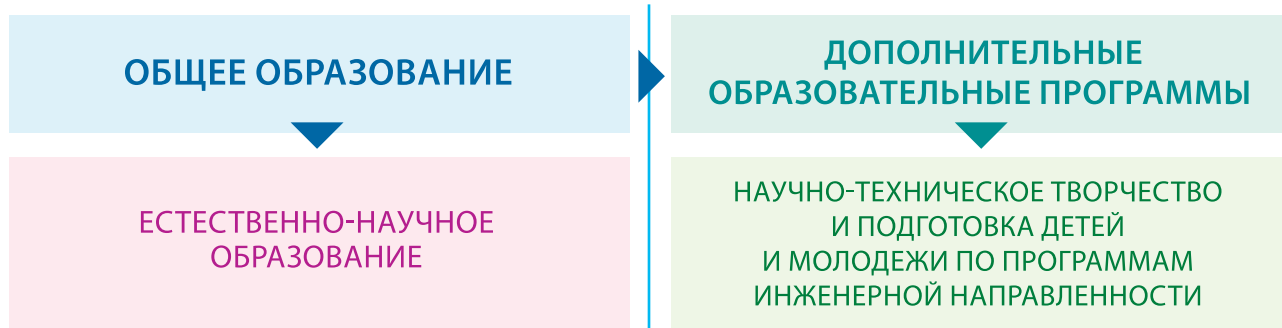 ОБЩЕЕ ОБРАЗОВАНИЕ
ДОПОЛНИТЕЛЬНЫЕ
ОБРАЗОВАТЕЛЬНЫЕ ПРОГРАММЫ
ЕСТЕСТВЕННО-НАУЧНОЕ
ОБРАЗОВАНИЕ
НАУЧНО-ТЕХНИЧЕСКОЕ ТВОРЧЕСТВО
И ПОДГОТОВКА ДЕТЕЙ
И МОЛОДЕЖИ ПО ПРОГРАММАМ
ИНЖЕНЕРНОЙ НАПРАВЛЕННОСТИ